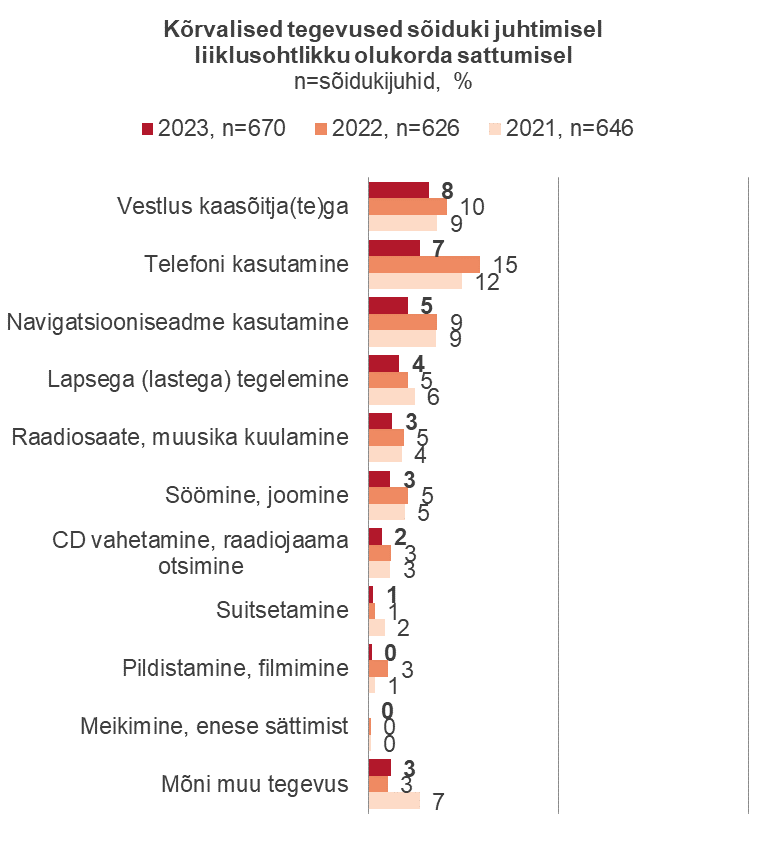 Kõrvalised tegevused sõiduki juhtimisel
liiklusohtlikku olukorda sattumisel
n=sõidukijuhid, %
2023, n=670 2022, n=626 2021, n=646
Vestlus kaasõitja(te)ga
8
10
9
Telefoni kasutamine
7
15
12
Navigatsiooniseadme kasutamine
5
9
9
Lapsega (lastega) tegelemine
4
5
6
Raadiosaate, muusika kuulamine
3
5
4
Söömine, joomine
3
5
5
CD vahetamine, raadiojaama
otsimine
2
3
3
Suitsetamine
1
1
2
Pildistamine, filmimine
0
3
1
Meikimine, enese sättimist
0
0
0
Mõni muu tegevus
3
3
7